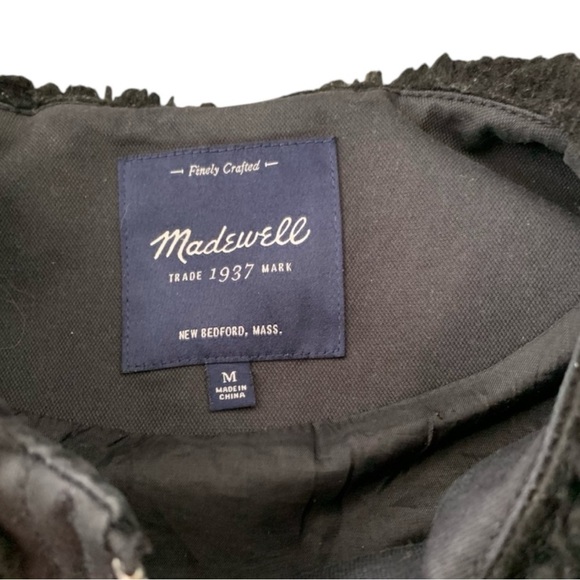 Finely Crafted
Madewell
TRADE 1937 MARK
NEW BEDFORD, MASS.
M
MADE IN
CHINA